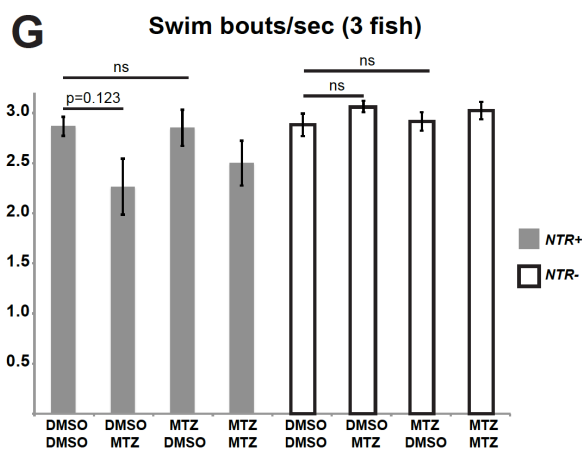 G
Swim bouts/sec (3 fish)
ns
ns
p=0.123
ns
3.0
2.5
2.0
1.5
1.0
0.5
NTR+
NTR-
DMSO DMSO MTZ MTZ DMSO DMSO MTZ MTZ
DMSO MTZ DMSO MTZ DMSO MTZ DMSO MTZ